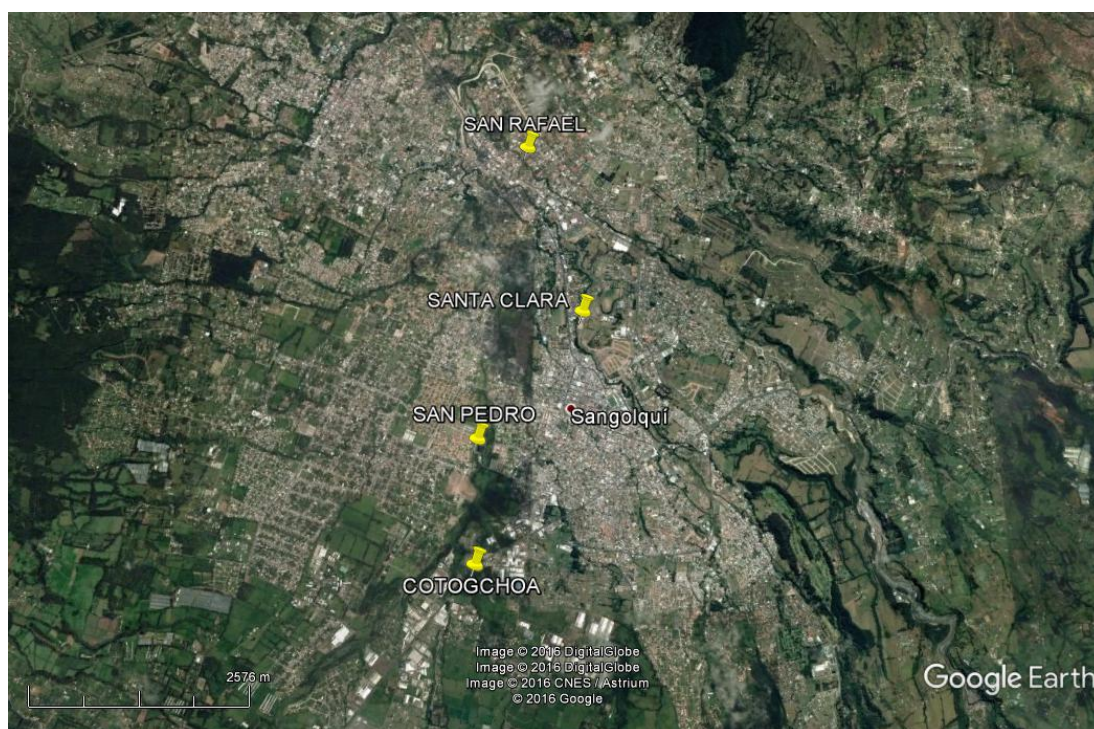 SAN RAFAEL
SANTA CLARA
SAN PEDRO
Sangolquí
COTOGCHOA
Image © 2016 DigitalGlobe
Image © 2016 DigitalGlobe
2576 m
Image © 2016 CNES / Astrium
© 2016 Google
Google Earth